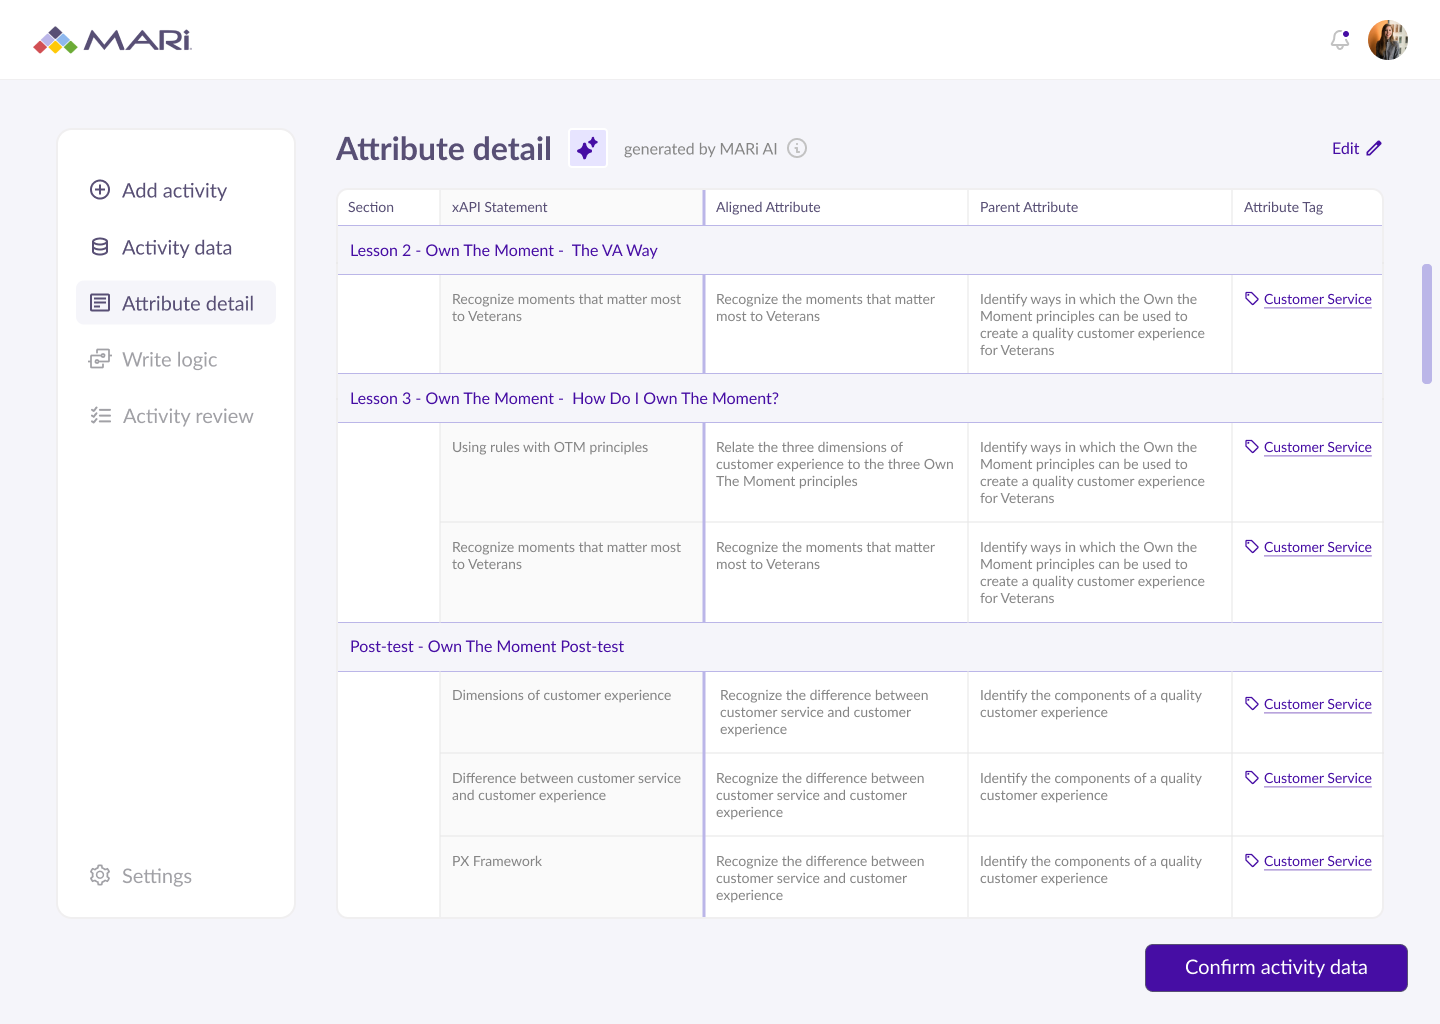 MARi
Add activity
Activity data
Attribute detail
Write logic
Activity review
Settings
Attribute detail
generated by MARi AI
Edit
Section
xAPI Statement
Aligned Attribute
Parent Attribute
Attribute Tag
Lesson 2 - Own The Moment - The VA Way
Recognize moments that matter most
to Veterans
Recognize the moments that matter
most to Veterans
Identify ways in which the Own the
Moment principles can be used to
create a quality customer experience
for Veterans
Customer Service
Lesson 3 - Own The Moment - How Do I Own The Moment?
Using rules with OTM principles
Relate the three dimensions of
customer experience to the three Own
The Moment principles
Identify ways in which the Own the
Moment principles can be used to
create a quality customer experience
for Veterans
Customer Service
Recognize moments that matter most
to Veterans
Recognize the moments that matter
most to Veterans
Identify ways in which the Own the
Moment principles can be used to
create a quality customer experience
for Veterans
Customer Service
Post-test - Own The Moment Post-test
Dimensions of customer experience
Recognize the difference between
customer service and customer
experience
Identify the components of a quality
customer experience
Customer Service
Difference between customer service
and customer experience
Recognize the difference between
customer service and customer
experience
Identify the components of a quality
customer experience
Customer Service
PX Framework
Recognize the difference between
customer service and customer
experience
Identify the components of a quality
customer experience
Customer Service
Confirm activity data